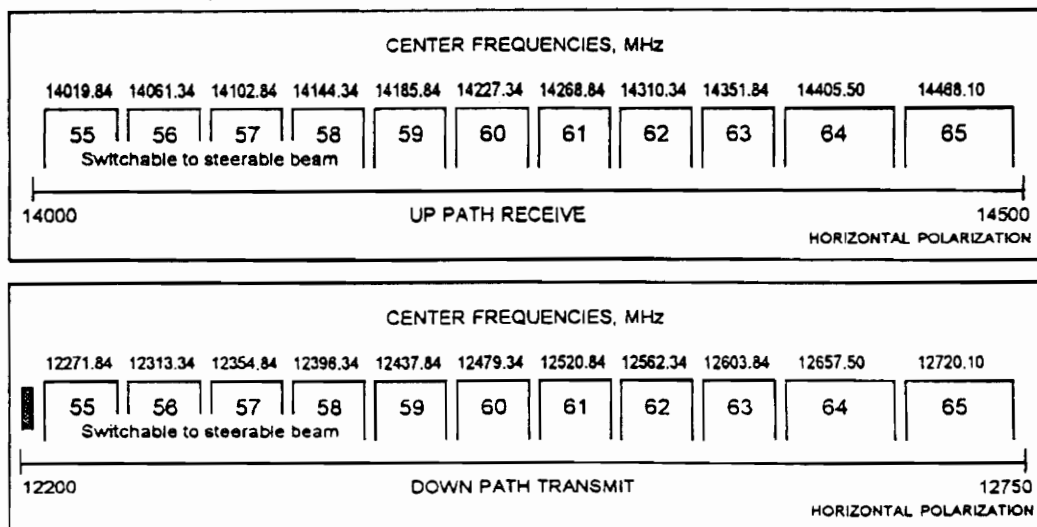 CENTER FREQUENCIES, MHz
14019.84 14061.34 14102.84 14144.34 14185.84 14227.34 14268.84 14310.34 14351.84 14405.50 14468.10
55 56 57 58 59 60 61 62 63 64 65
Switchable to steerable beam
14000 UP PATH RECEIVE 14500
HORIZONTAL POLARIZATION
CENTER FREQUENCIES, MHz
12271.84 12313.34 12354.84 12396.34 12437.84 12479.34 12520.84 12562.34 12603.84 12657.50 12720.10
55 56 57 58 59 60 61 62 63 64 65
Switchable to steerable beam
12200 DOWN PATH TRANSMIT 12750
HORIZONTAL POLARIZATION